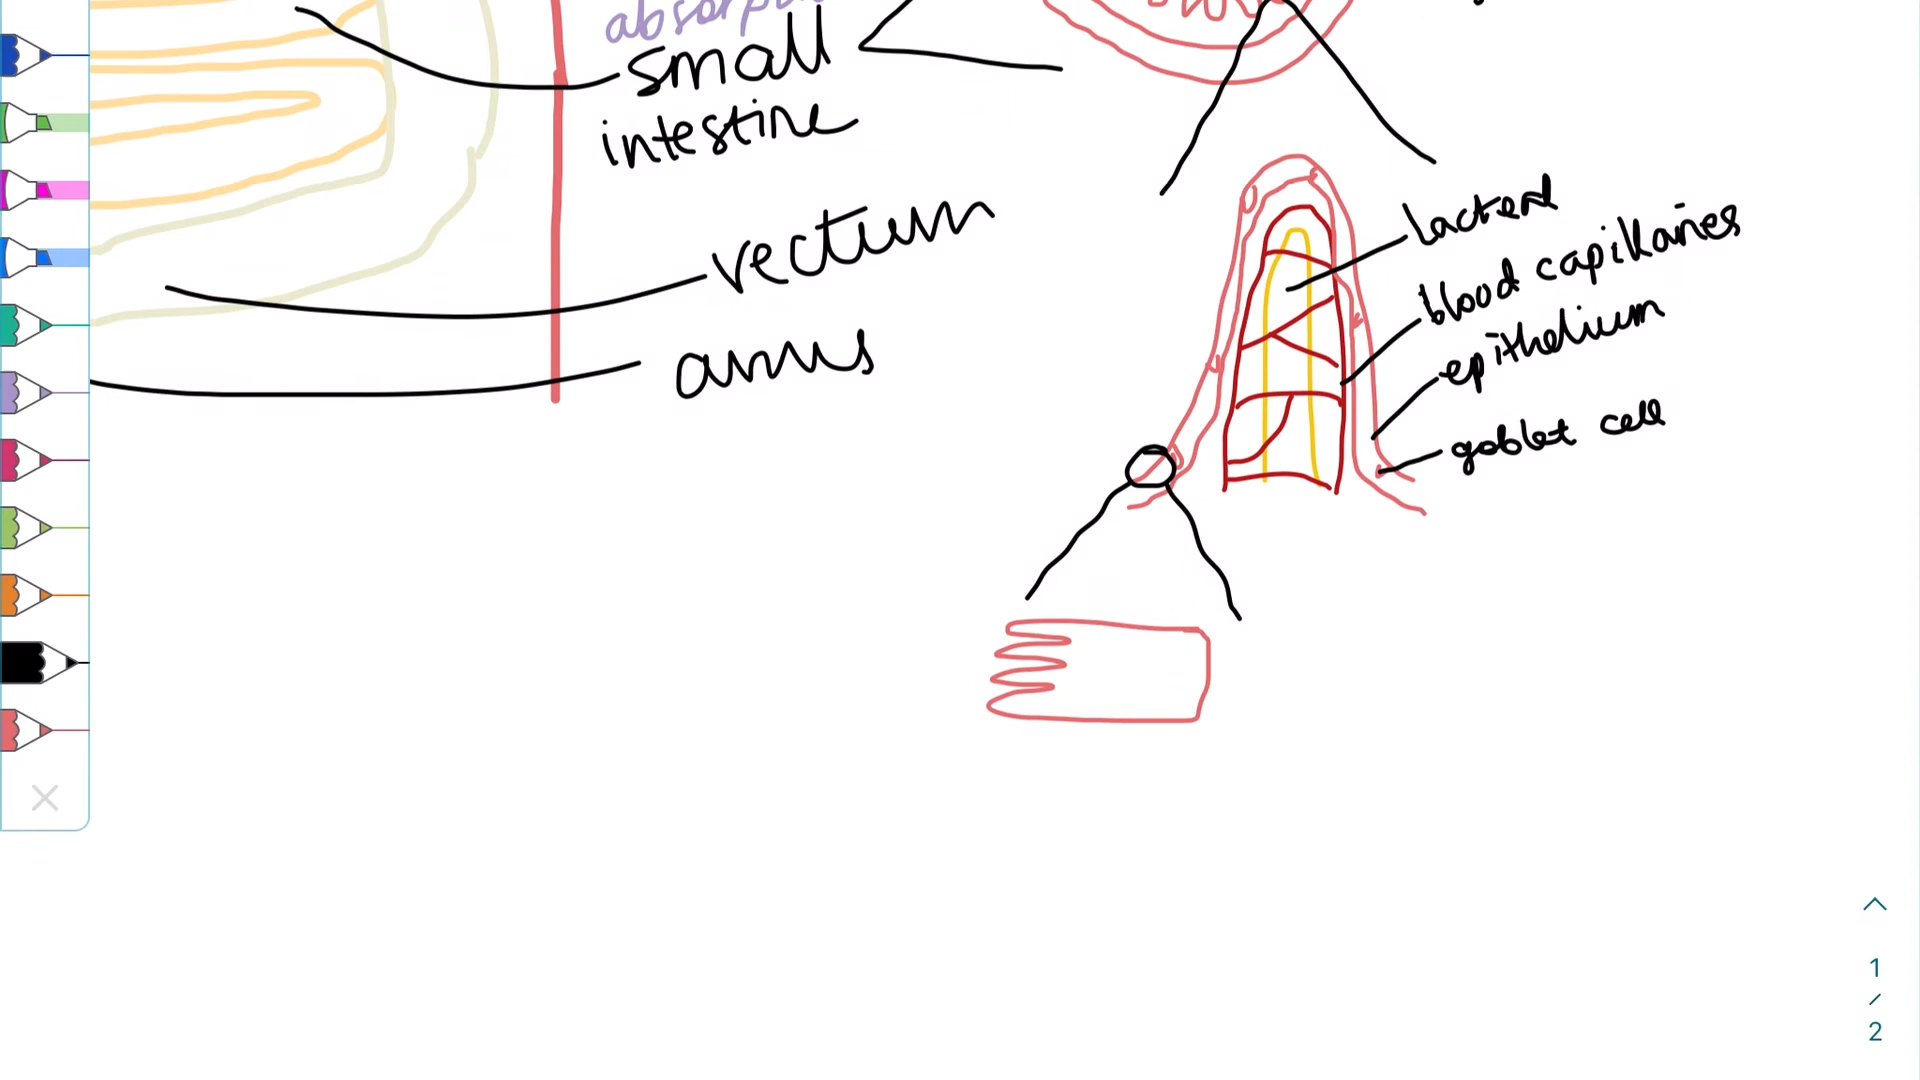 small
intestine
rectum
anus
lacteal
blood capillaries
epithelium
goblet cell
1
/
2